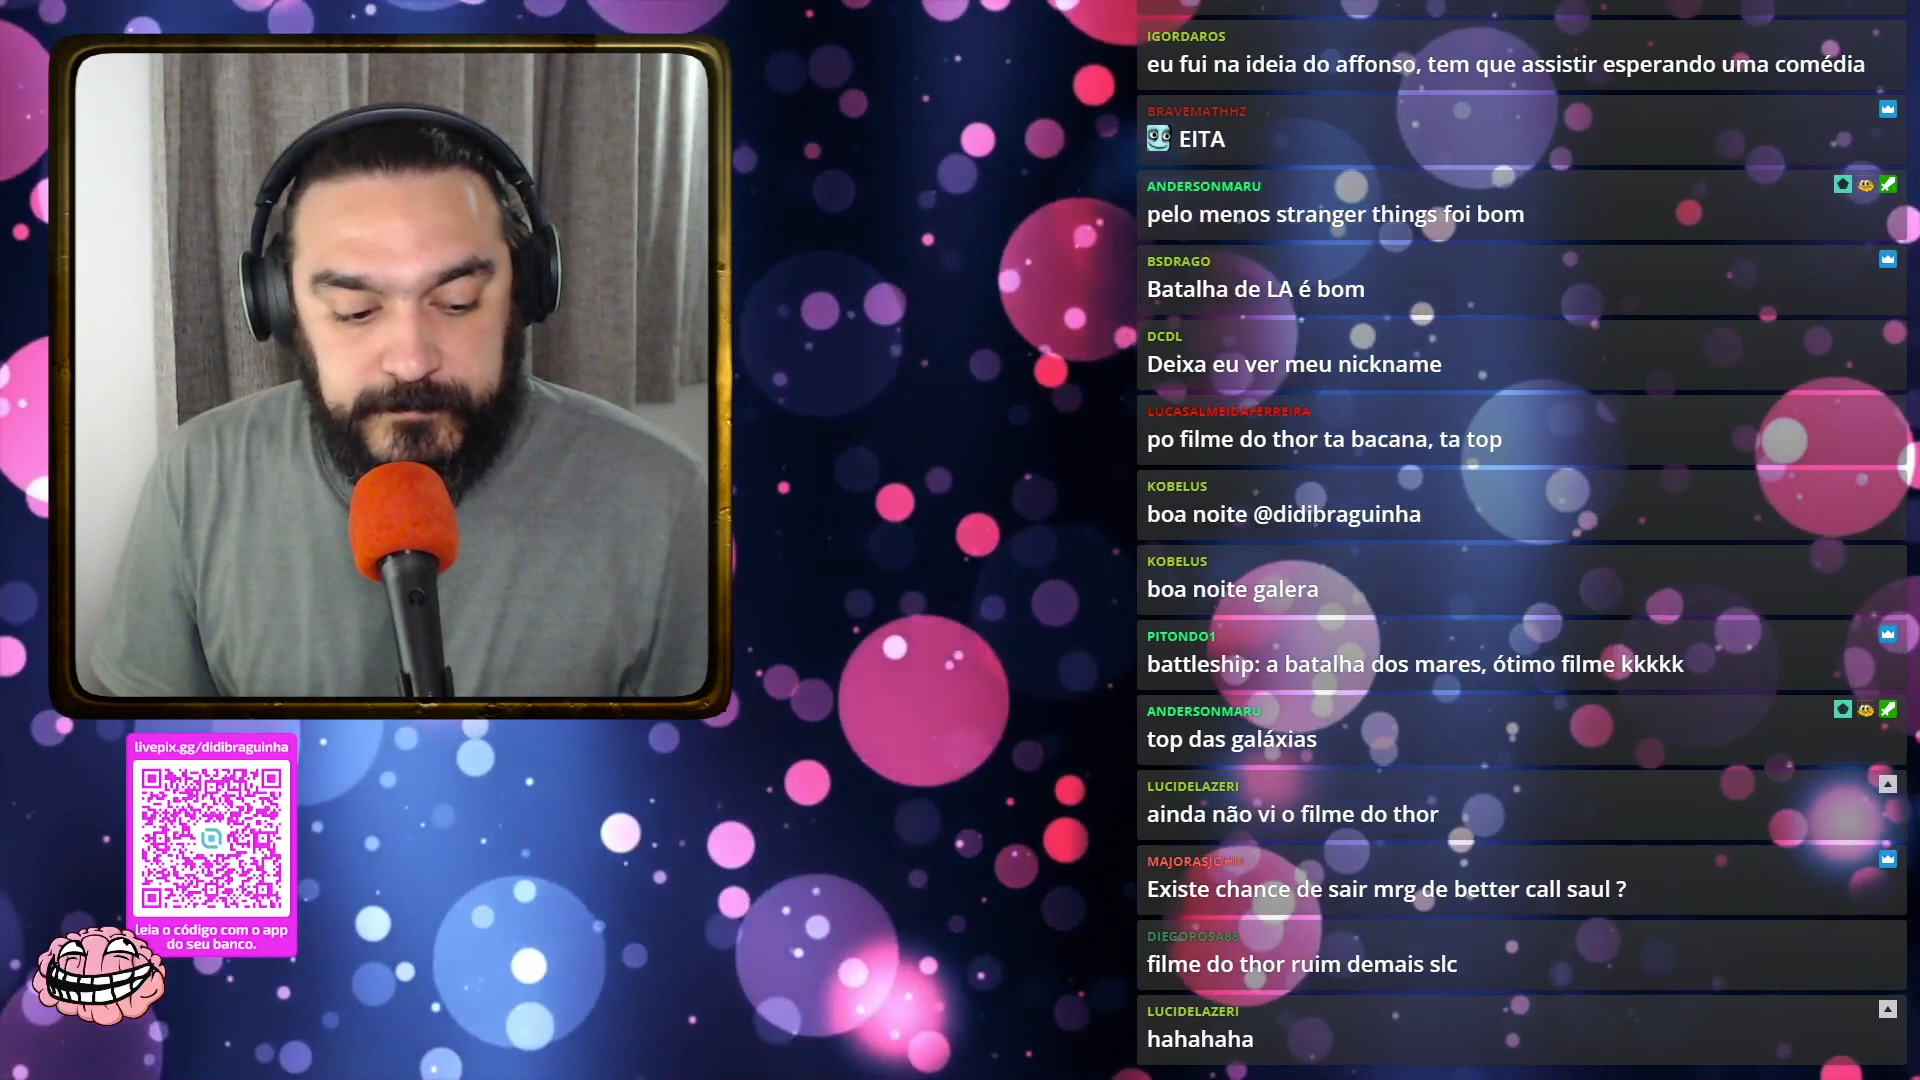 IGORDAROS
eu fui na ideia do affonso, tem que assistir esperando uma comédia
BRAVEMATHHZ
EITA
ANDERSONMARU
pelo menos stranger things foi bom
BSDRAGO
Batalha de LA é bom
DCDL
Deixa eu ver meu nickname
LUCASALMEIDAFERREIRA
po filme do thor ta bacana, ta top
KOBELUS
boa noite @didibraguinha
KOBELUS
boa noite galera
PITONDO1
battleship: a batalha dos mares, ótimo filme kkkkk
ANDERSONMARU
top das galáxias
LUCIDELAZERI
ainda não vi o filme do thor
MAJORASJOHN
Existe chance de sair mrg de better call saul ?
DIEGOROSA88
filme do thor ruim demais slc
LUCIDELAZERI
hahahaha
livepix.gg/didibraguinha
Leia o código com o app
do seu banco.